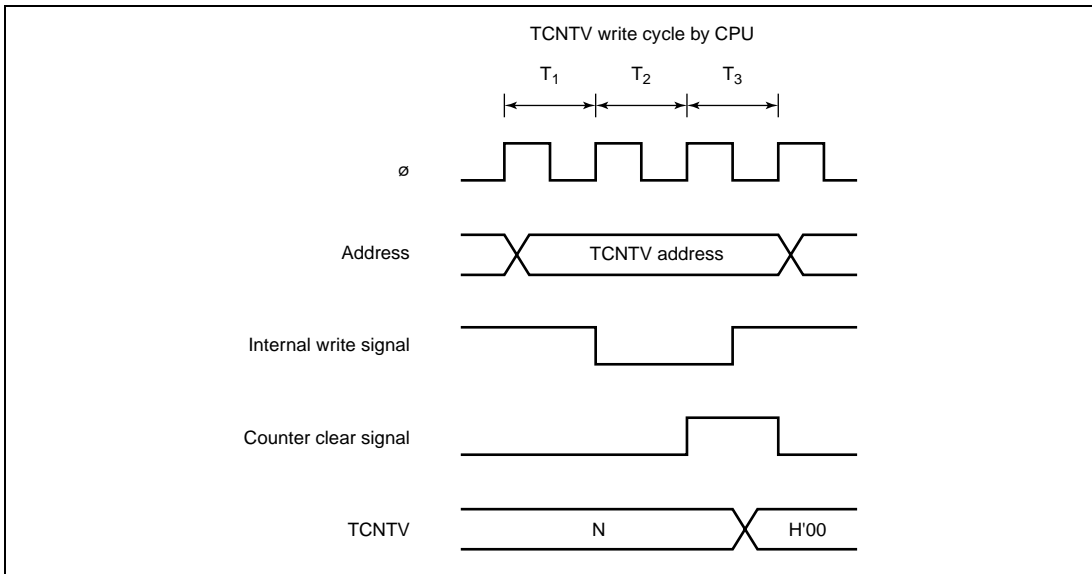 TCNTV write cycle by CPU
T1 T2 T3
ø
Address TCNTV address
Internal write signal
Counter clear signal
TCNTV N H'00